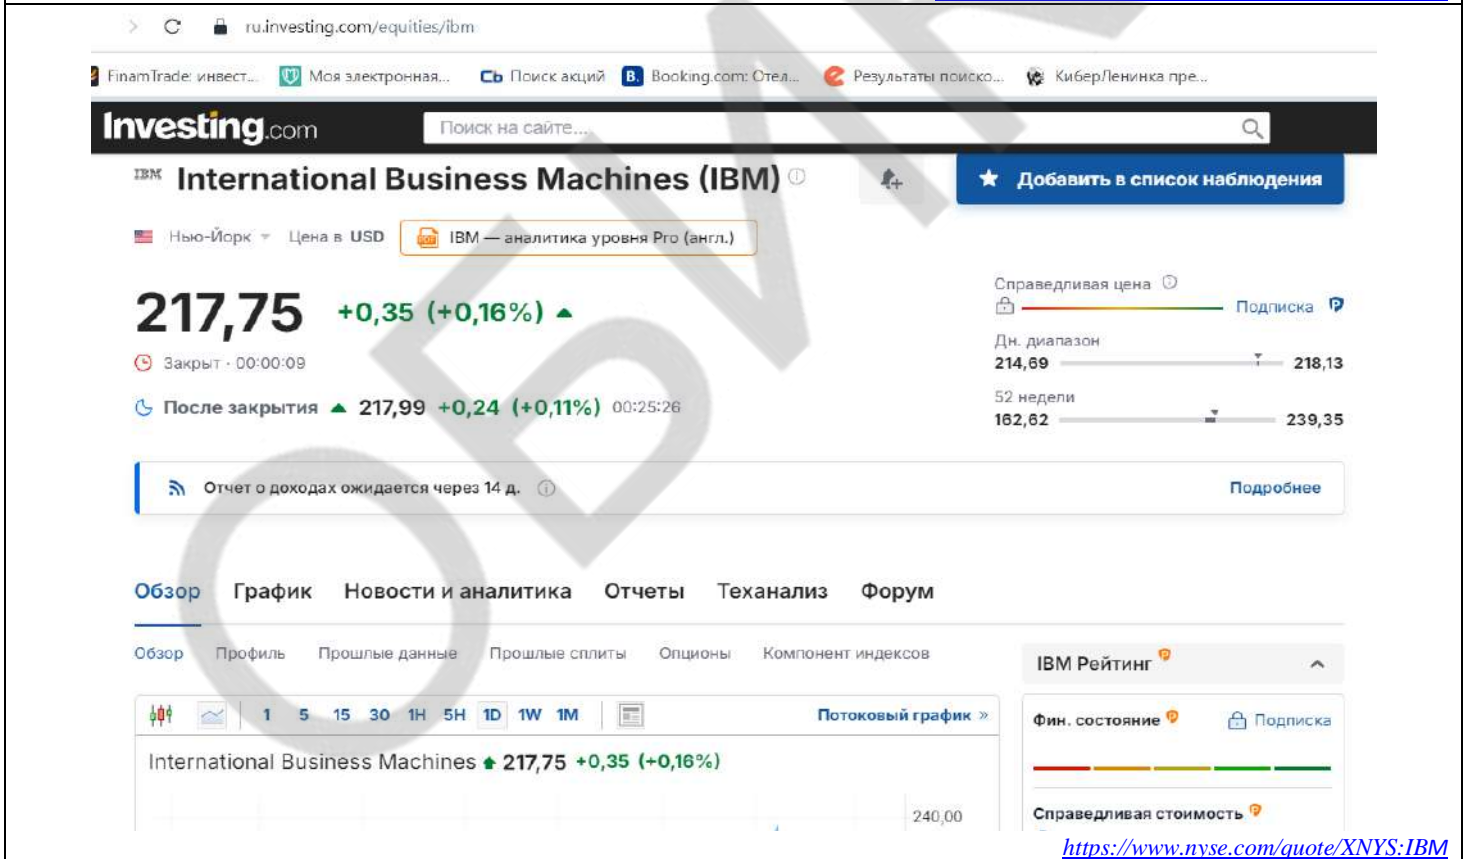 ru.investing.com/equities/ibm
FinamTrade: инвест... Моя электронная... Сь Поиск акций B. Booking.com: Отел... Результаты поиско... КиберЛенинка пре...
Investing.com Поиск на сайте...
IBM International Business Machines (IBM) Добавить в список наблюдения
Нью-Йорк Цена в USD IBM — аналитика уровня Pro (англ.)
217,75 +0,35 (+0,16%)
Закрыт · 00:00:09
После закрытия 217,99 +0,24 (+0,11%) 00:25:26
Справедливая цена
Подписка
Дн. диапазон
214,69 218,13
52 недели
162,62 239,35
Отчет о доходах ожидается через 14 д. Подробнее
Обзор График Новости и аналитика Отчеты Теханализ Форум
Обзор Профиль Прошлые данные Прошлые сплиты Опционы Компонент индексов
1 5 15 30 1H 5H 1D 1W 1M Потоковый график »
International Business Machines 217,75 +0,35 (+0,16%)
240,00
IBM Рейтинг
Фин. состояние Подписка
Справедливая стоимость
https://www.nyse.com/quote/XNYS:IBM
ОБИ